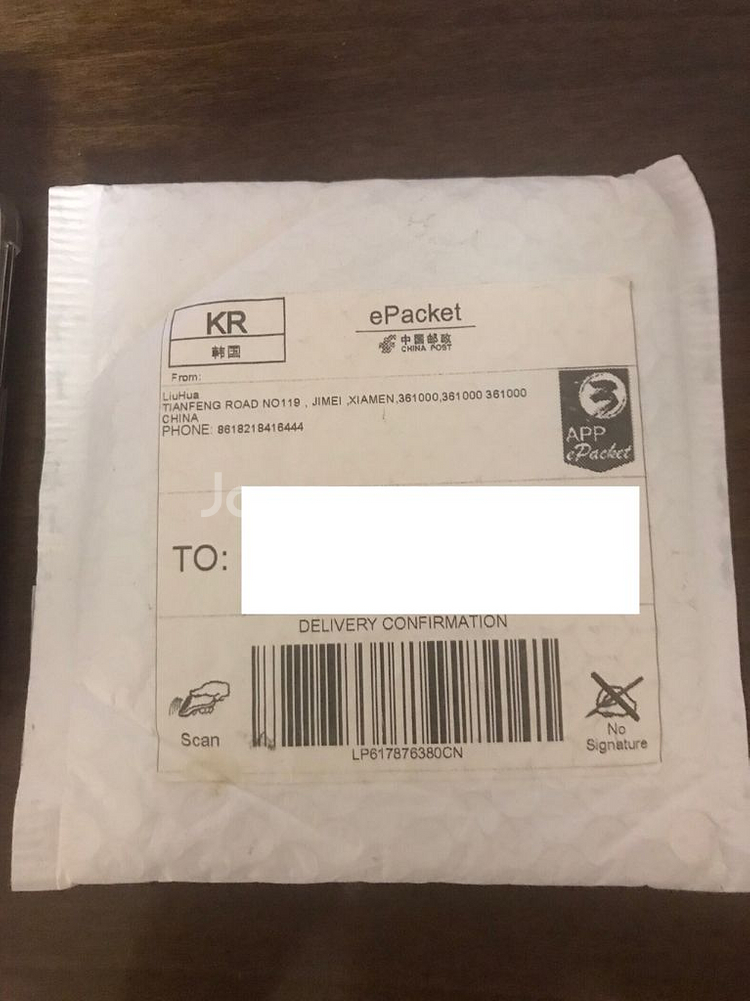 KR
韩国
ePacket
中国邮政
CHINA POST
From:
LiuHua
TIANFENG ROAD NO119 , JIMEI ,XIAMEN,361000,361000 361000
CHINA
PHONE: 8618218416444
3
APP
ePacket
TO:
DELIVERY CONFIRMATION
Scan
LP617876380CN
No
Signature